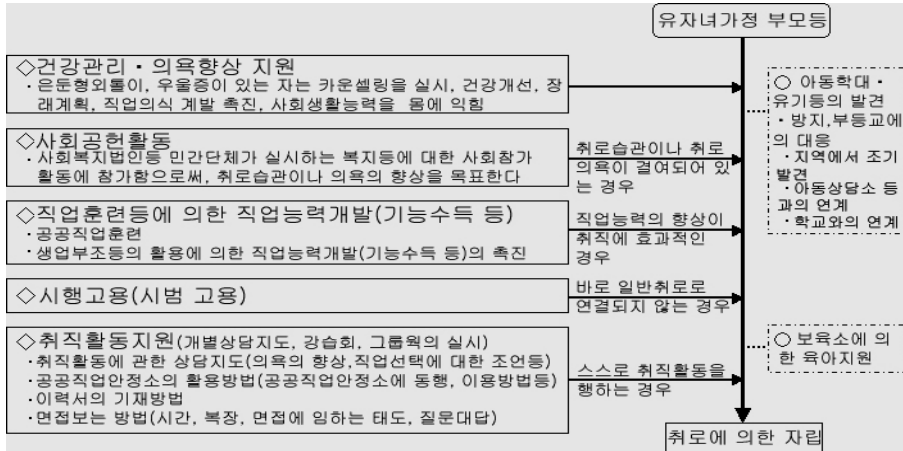 유자녀가정 부모등
◇건강관리・의욕향상 지원
・은둔형외톨이, 우울증이 있는 자는 카운셀링을 실시, 건강개선, 장
래계획, 직업의식 계발 촉진, 사회생활능력을 몸에 익힘
◇사회공헌활동
・사회복지법인등 민간단체가 실시하는 복지등에 대한 사회참가
활동에 참가함으로써, 취로습관이나 의욕의 향상을 목표한다
취로습관이나 취로
의욕이 결여되어 있
는 경우
◇직업훈련등에 의한 직업능력개발(기능수득 등)
・공공직업훈련
・생업부조등의 활용에 의한 직업능력개발(기능수득 등)의 촉진
직업능력의 향상이
취직에 효과적인
경우
◇시행고용(시범 고용)
바로 일반취로로
연결되지 않는 경우
◇취직활동지원(개별상담지도, 강습회, 그룹웍의 실시)
・취직활동에 관한 상담지도(의욕의 향상,직업선택에 대한 조언등)
・공공직업안정소의 활용방법(공공직업안정소에 동행, 이용방법등)
・이력서의 기재방법
・면접보는 방법(시간, 복장, 면접에 임하는 태도, 질문대답)
스스로 취직활동을
행하는 경우
○ 아동학대・
유기등의 발견
・방지,부등교에
의 대응
・지역에서 조기
발견
・아동상담소 등
과의 연계
・학교와의 연계
○ 보육소에 의
한 육아지원
취로에 의한 자립